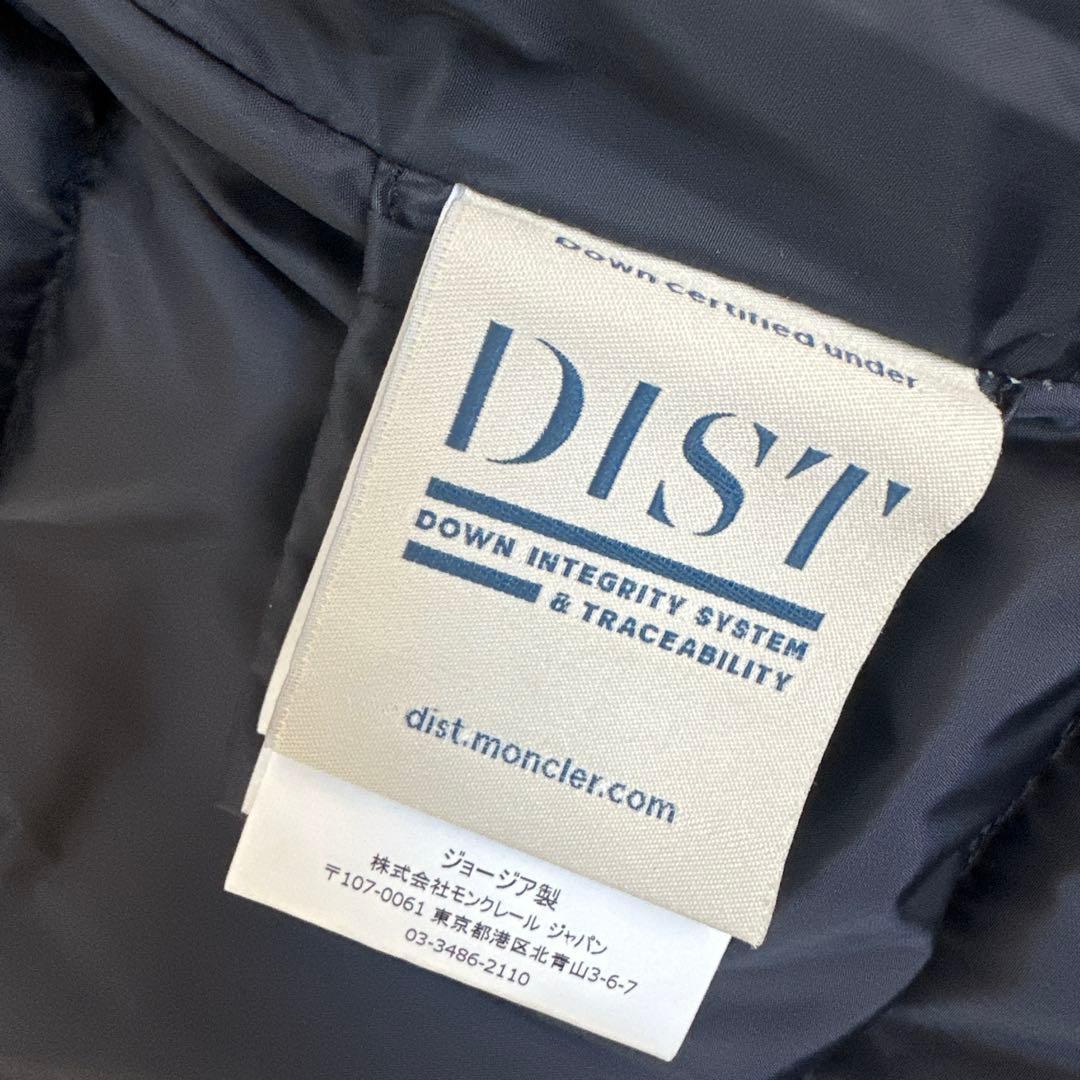 Down certified under
DIST
DOWN INTEGRITY SYSTEM
& TRACEABILITY
dist.moncler.com
ジョージア製
株式会社モンクレール ジャパン
〒107-0061 東京都港区北青山3-6-7
03-3486-2110